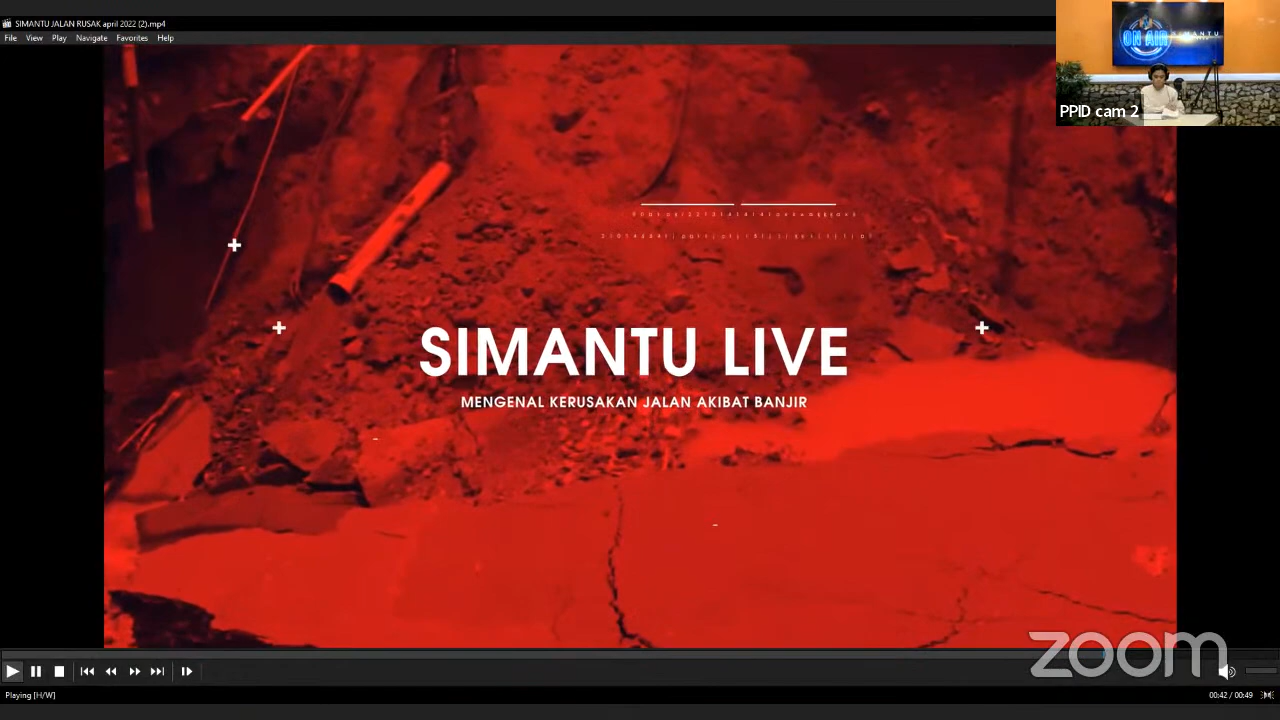 SIMANTU JALAN RUSAK april 2022 (2).mp4
File View Play Navigate Favorites Help
ON AIR
SIMANTU
PPID cam 2
SIMANTU LIVE
MENGENAL KERUSAKAN JALAN AKIBAT BANJIR
zoom
Playing [H/W]
00:42 / 00:49